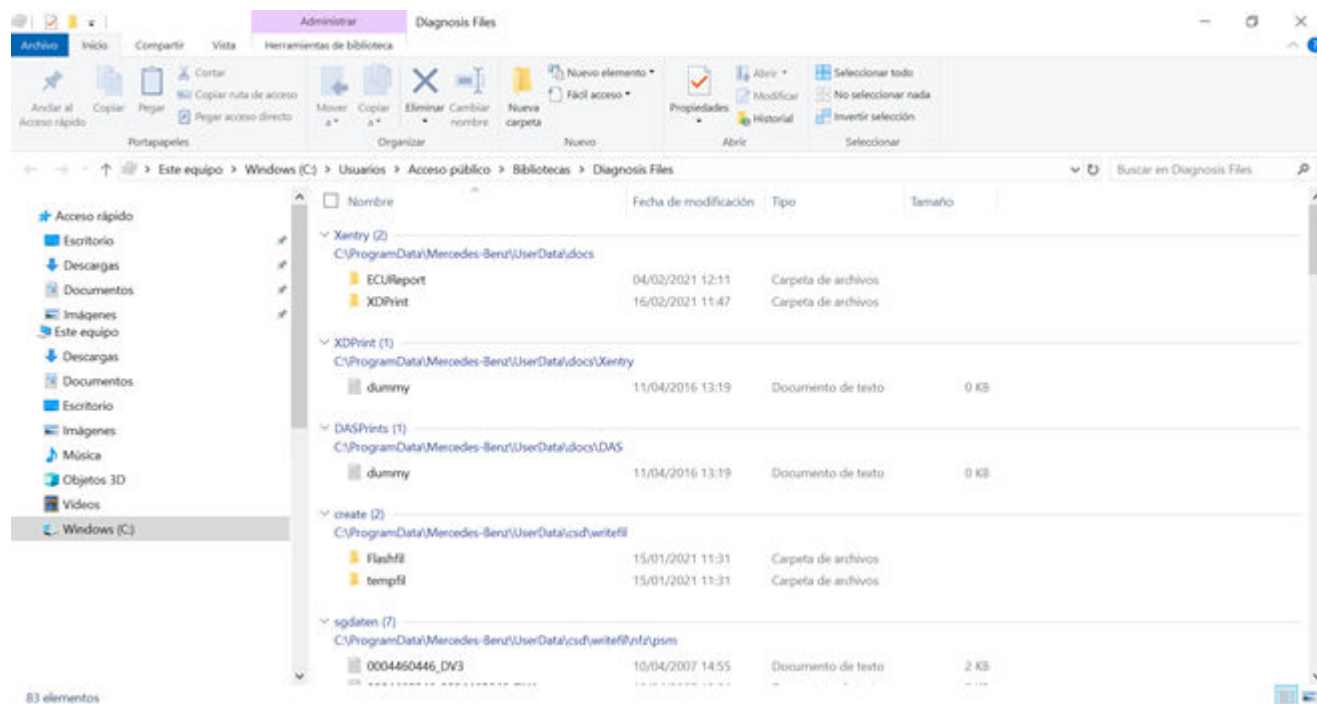 Administrar Diagnosis Files
Archivo Inicio Compartir Vista Herramientas de biblioteca
Anclar al Acceso rápido
Copiar
Pegar
Cortar
Copiar ruta de acceso
Pegar acceso directo
Portapapeles
Mover a
Copiar a
Eliminar
Cambiar nombre
Organizar
Nueva carpeta
Nuevo elemento
Fácil acceso
Nuevo
Propiedades
Abrir
Modificar
Historial
Abrir
Seleccionar todo
No seleccionar nada
Invertir selección
Seleccionar
Este equipo > Windows (C:) > Usuarios > Acceso público > Bibliotecas > Diagnosis Files
Buscar en Diagnosis Files
Acceso rápido
Escritorio
Descargas
Documentos
Imágenes
Este equipo
Descargas
Documentos
Escritorio
Imágenes
Música
Objetos 3D
Vídeos
Windows (C:)
Nombre Fecha de modificación Tipo Tamaño
Xentry (2)
C:\ProgramData\Mercedes-Benz\UserData\docs
ECUReport 04/02/2021 12:11 Carpeta de archivos
XDPrint 16/02/2021 11:47 Carpeta de archivos
XDPrint (1)
C:\ProgramData\Mercedes-Benz\UserData\docs\Xentry
dummy 11/04/2016 13:19 Documento de texto 0 KB
DASPrints (1)
C:\ProgramData\Mercedes-Benz\UserData\docs\DAS
dummy 11/04/2016 13:19 Documento de texto 0 KB
create (2)
C:\ProgramData\Mercedes-Benz\UserData\csd\writefil
Flashfil 15/01/2021 11:31 Carpeta de archivos
tempfil 15/01/2021 11:31 Carpeta de archivos
sgdaten (7)
C:\ProgramData\Mercedes-Benz\UserData\csd\writefil\nfz\psm
0004460446_DV3 10/04/2007 14:55 Documento de texto 2 KB
83 elementos